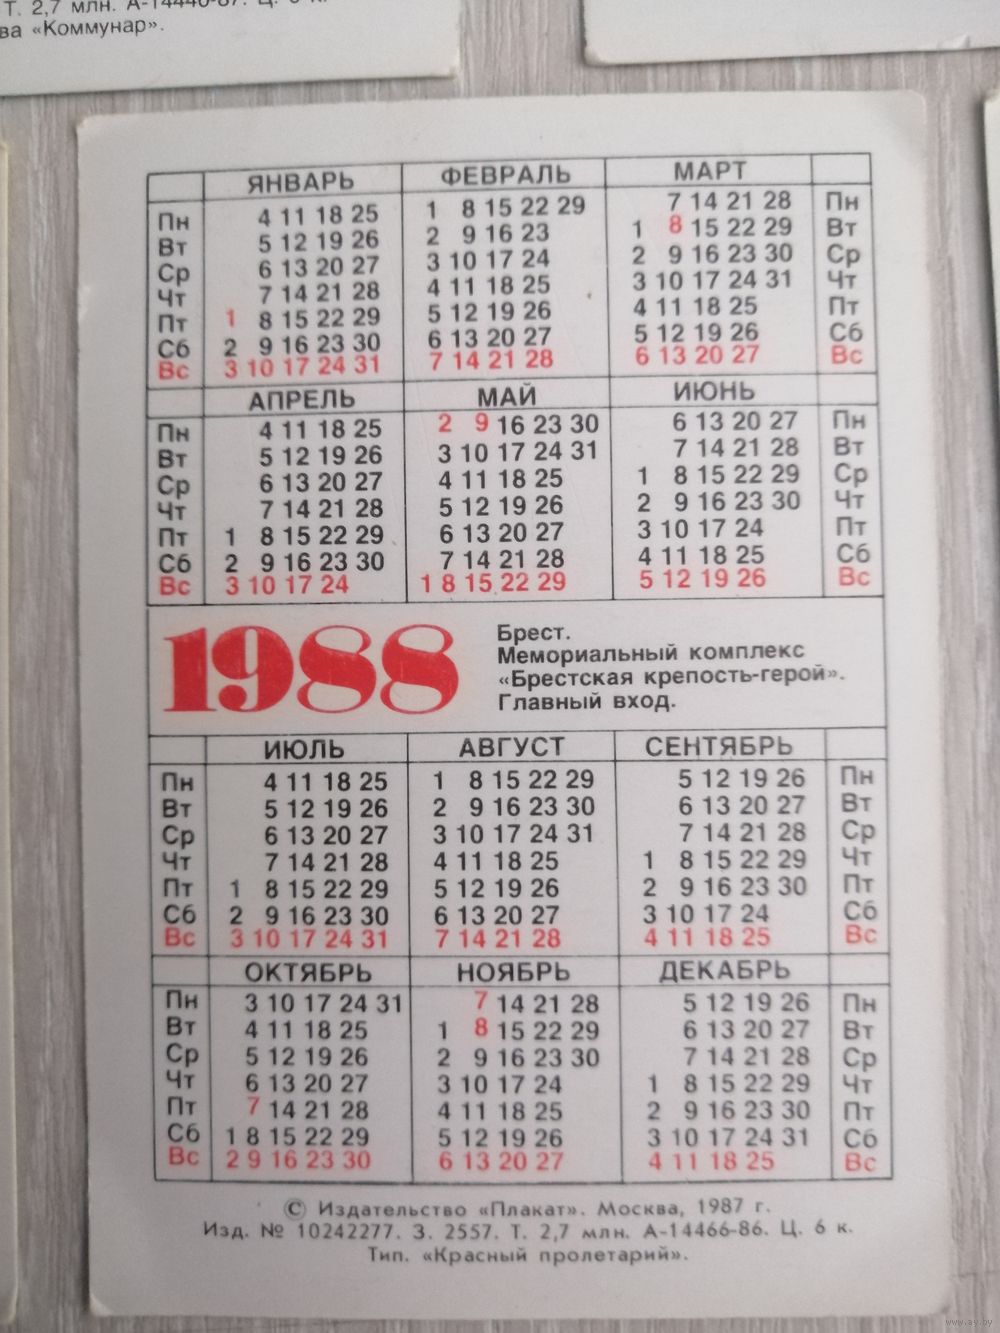 Т. 2,7 млн.
ва «Коммунар».
ЯНВАРЬ ФЕВРАЛЬ МАРТ
Пн 4 11 18 25 1 8 15 22 29 7 14 21 28 Пн
Вт 5 12 19 26 2 9 16 23 1 8 15 22 29 Вт
Ср 6 13 20 27 3 10 17 24 2 9 16 23 30 Ср
Чт 7 14 21 28 4 11 18 25 3 10 17 24 31 Чт
Пт 1 8 15 22 29 5 12 19 26 4 11 18 25 Пт
Сб 2 9 16 23 30 6 13 20 27 5 12 19 26 Сб
Вс 3 10 17 24 31 7 14 21 28 6 13 20 27 Вс
АПРЕЛЬ МАЙ ИЮНЬ
Пн 4 11 18 25 2 9 16 23 30 6 13 20 27 Пн
Вт 5 12 19 26 3 10 17 24 31 7 14 21 28 Вт
Ср 6 13 20 27 4 11 18 25 1 8 15 22 29 Ср
Чт 7 14 21 28 5 12 19 26 2 9 16 23 30 Чт
Пт 1 8 15 22 29 6 13 20 27 3 10 17 24 Пт
Сб 2 9 16 23 30 7 14 21 28 4 11 18 25 Сб
Вс 3 10 17 24 1 8 15 22 29 5 12 19 26 Вс
1988
Брест.
Мемориальный комплекс
«Брестская крепость-герой».
Главный вход.
ИЮЛЬ АВГУСТ СЕНТЯБРЬ
Пн 4 11 18 25 1 8 15 22 29 5 12 19 26 Пн
Вт 5 12 19 26 2 9 16 23 30 6 13 20 27 Вт
Ср 6 13 20 27 3 10 17 24 31 7 14 21 28 Ср
Чт 7 14 21 28 4 11 18 25 1 8 15 22 29 Чт
Пт 1 8 15 22 29 5 12 19 26 2 9 16 23 30 Пт
Сб 2 9 16 23 30 6 13 20 27 3 10 17 24 Сб
Вс 3 10 17 24 31 7 14 21 28 4 11 18 25 Вс
ОКТЯБРЬ НОЯБРЬ ДЕКАБРЬ
Пн 3 10 17 24 31 7 14 21 28 5 12 19 26 Пн
Вт 4 11 18 25 1 8 15 22 29 6 13 20 27 Вт
Ср 5 12 19 26 2 9 16 23 30 7 14 21 28 Ср
Чт 6 13 20 27 3 10 17 24 1 8 15 22 29 Чт
Пт 7 14 21 28 4 11 18 25 2 9 16 23 30 Пт
Сб 1 8 15 22 29 5 12 19 26 3 10 17 24 31 Сб
Вс 2 9 16 23 30 6 13 20 27 4 11 18 25 Вс
© Издательство «Плакат». Москва, 1987 г.
Изд. № 10242277. З. 2557. Т. 2,7 млн. А-14466-86. Ц. 6 к.
Тип. «Красный пролетарий».
www.ay.by